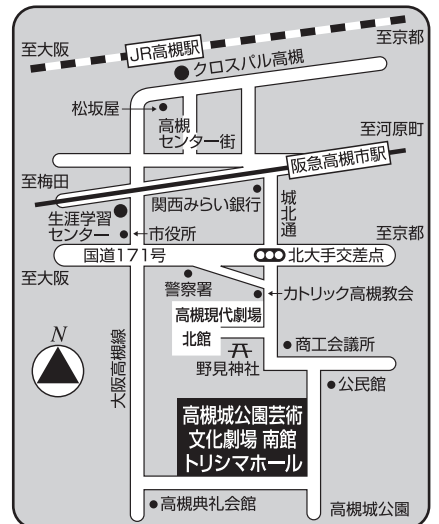 至大阪
JR高槻駅
至京都
クロスパル高槻
松坂屋
高槻
センター街
至河原町
阪急高槻市駅
至梅田
関西みらい銀行
城北通
生涯学習
センター
市役所
国道171号
北大手交差点
至京都
至大阪
警察署
カトリック高槻教会
高槻現代劇場
北館
N
大阪高槻線
野見神社
商工会議所
公民館
高槻城公園芸術
文化劇場 南館
トリシマホール
高槻典礼会館
高槻城公園